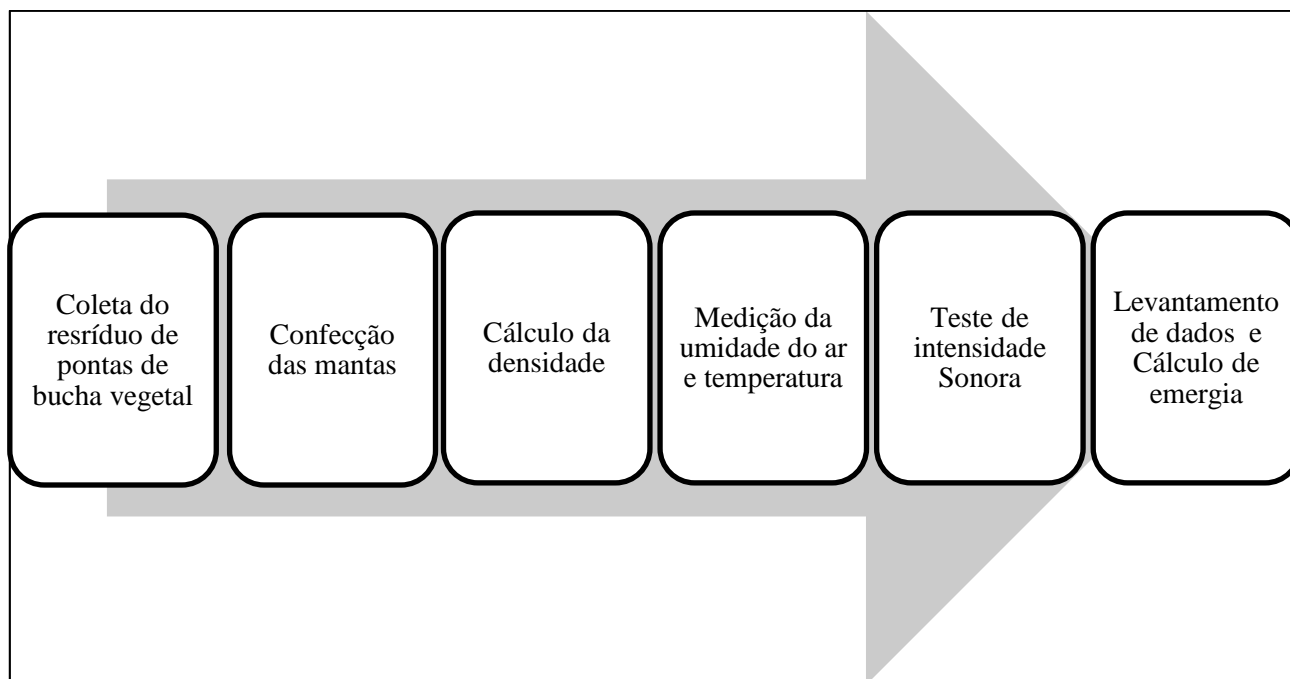 Coleta do
resríduo de
pontas de
bucha vegetal
Confecção
das mantas
Cálculo da
densidade
Medição da
umidade do ar
e temperatura
Teste de
intensidade
Sonora
Levantamento
de dados e
Cálculo de
emergia